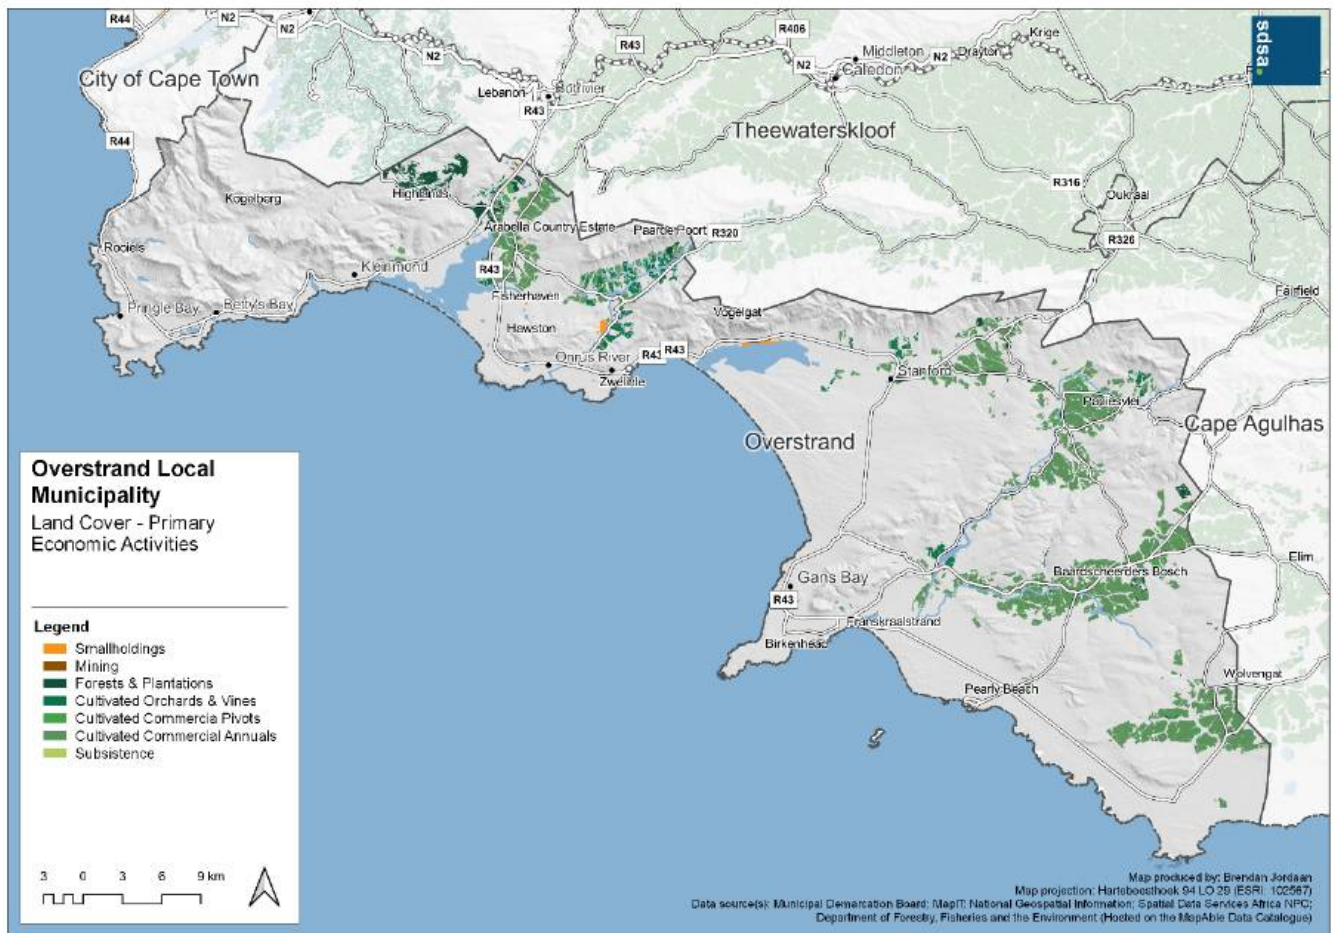 R44
N2
N2
R406
R43
N2
N2
N2
Krige
Drayton
Middleton
Caledon
sdsa
City of Cape Town
Lebanon
Botrivier
R43
R44
Theewaterskloof
R316
Highlands
Kogelberg
Oukraal
Arabella Country Estate
Paarde Poort
R320
R326
Rooiels
Kleinmond
R43
Fisherhaven
Fairfield
Pringle Bay
Betty's Bay
Hawston
Vogelgat
Onrus River
R43
R43
Zwelihle
Stanford
Papiesvlei
Overstrand
Cape Agulhas
Overstrand Local
Municipality
Land Cover - Primary
Economic Activities
Elim
Baardscheerders Bosch
Gans Bay
R43
Franskraalstrand
Birkenhead
Wolvengat
Pearly Beach
Legend
Smallholdings
Mining
Forests & Plantations
Cultivated Orchards & Vines
Cultivated Commercia Pivots
Cultivated Commercial Annuals
Subsistence
3 0 3 6 9 km
Map produced by: Brendan Jordaan
Map projection: Hartebeesthoek 94 LO 29 (ESRI: 102567)
Data source(s): Municipal Demarcation Board; MapIT: National Geospatial Information; Spatial Data Services Africa NPC;
Department of Forestry, Fisheries and the Environment (Hosted on the MapAble Data Catalogue)